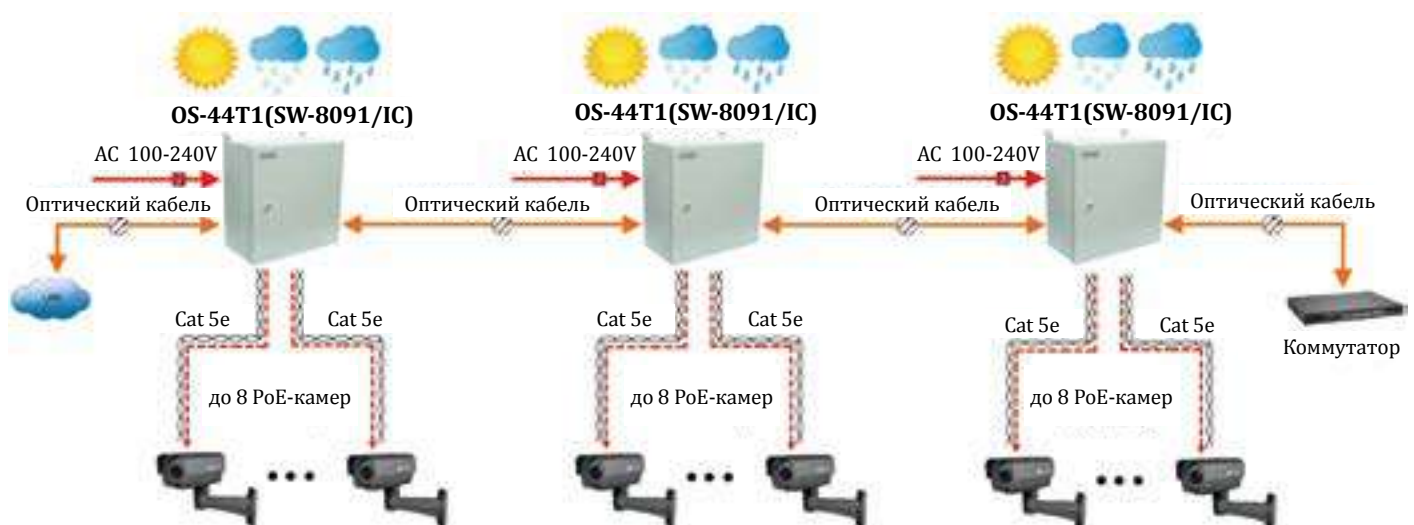 OS-44T1(SW-8091/IC)
OS-44T1(SW-8091/IC)
OS-44T1(SW-8091/IC)
AC 100-240V
AC 100-240V
AC 100-240V
Оптический кабель
Оптический кабель
Оптический кабель
Оптический кабель
Cat 5e
Cat 5e
Cat 5e
Cat 5e
Cat 5e
Cat 5e
Коммутатор
до 8 PoE-камер
до 8 PoE-камер
до 8 PoE-камер